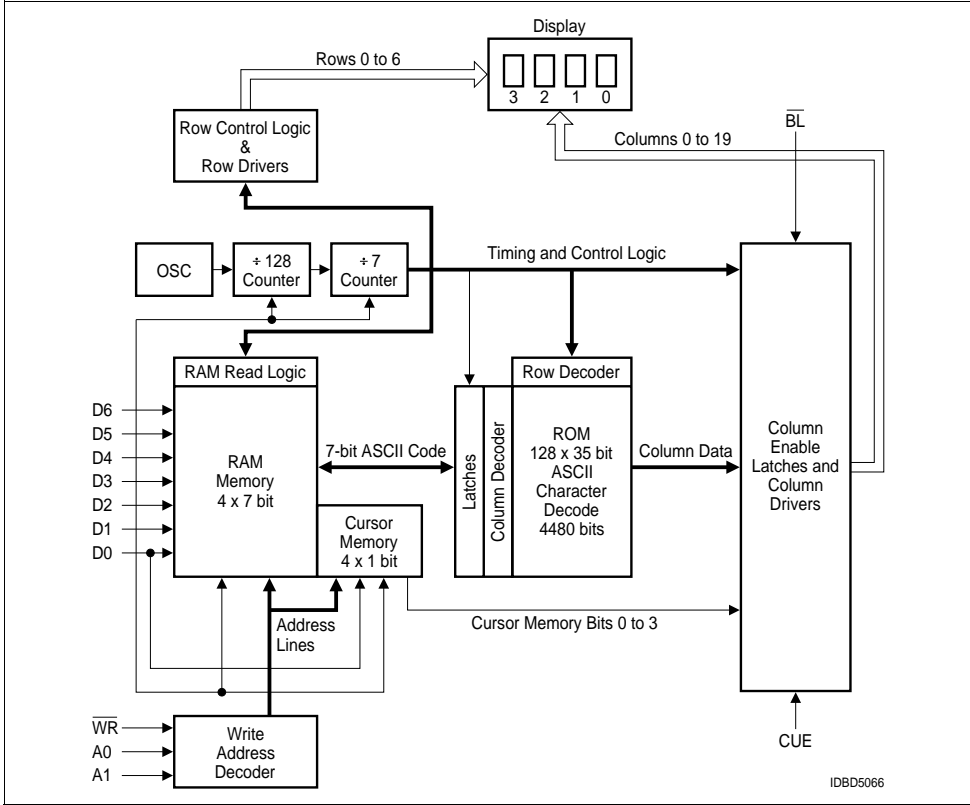 Display
Rows 0 to 6
3 2 1 0
Row Control Logic
&
Row Drivers
Columns 0 to 19
B̅L̅
OSC
÷ 128
Counter
÷ 7
Counter
Timing and Control Logic
RAM Read Logic
Row Decoder
D6
D5
D4
D3
D2
D1
D0
RAM
Memory
4 x 7 bit
7-bit ASCII Code
Latches
Column Decoder
ROM
128 x 35 bit
ASCII
Character
Decode
4480 bits
Column Data
Column
Enable
Latches and
Column
Drivers
Cursor
Memory
4 x 1 bit
Address
Lines
Cursor Memory Bits 0 to 3
W̅R̅
A0
A1
Write
Address
Decoder
CUE
IDBD5066